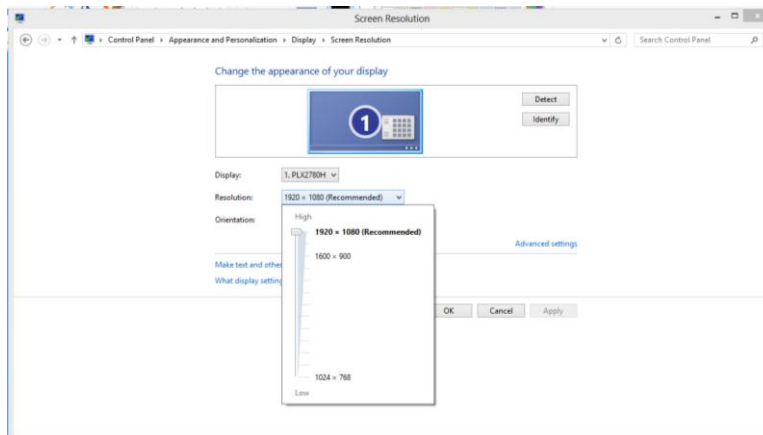 Screen Resolution
Control Panel › Appearance and Personalization › Display › Screen Resolution
Search Control Panel
Change the appearance of your display
1
Detect
Identify
Display: 1. PLX2780H
Resolution: 1920 × 1080 (Recommended)
Orientation:
High
1920 × 1080 (Recommended)
1600 × 900
Advanced settings
Make text and other
What display setting
OK Cancel Apply
1024 × 768
Low